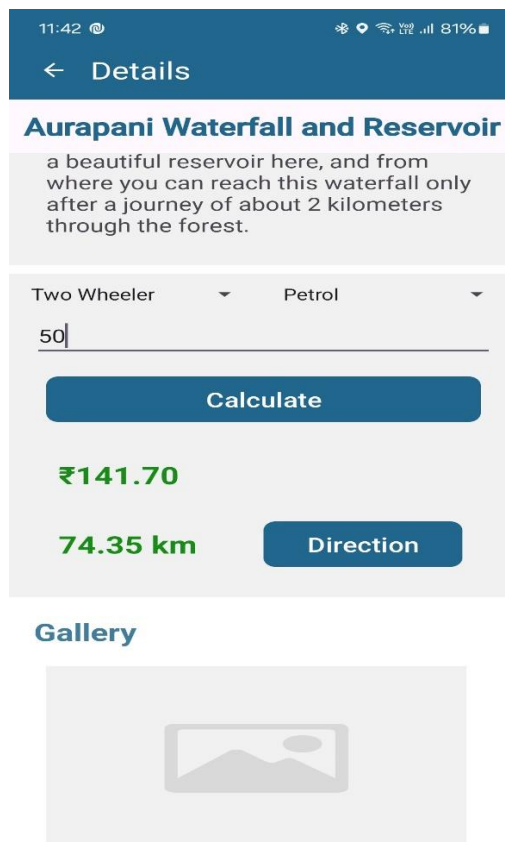 11:42
Vo))
LTE
81%
Details
Aurapani Waterfall and Reservoir
a beautiful reservoir here, and from
where you can reach this waterfall only
after a journey of about 2 kilometers
through the forest.
Two Wheeler Petrol
50
Calculate
₹141.70
74.35 km Direction
Gallery